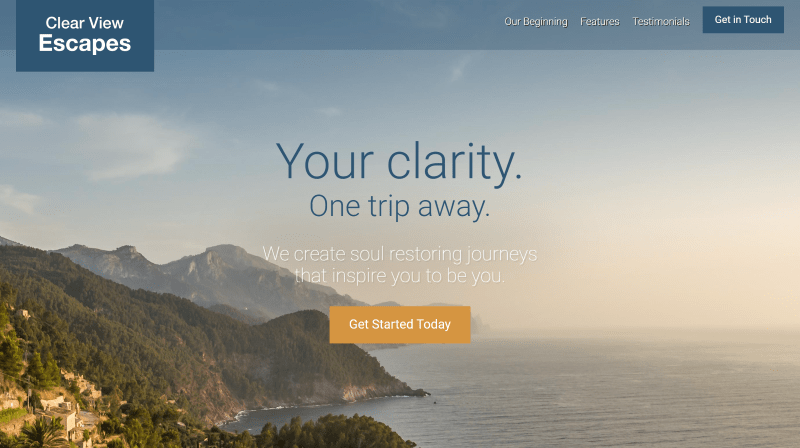 Clear View
Escapes
Our Beginning
Features
Testimonials
Get in Touch
Your clarity.
One trip away.
We create soul restoring journeys
that inspire you to be you.
Get Started Today